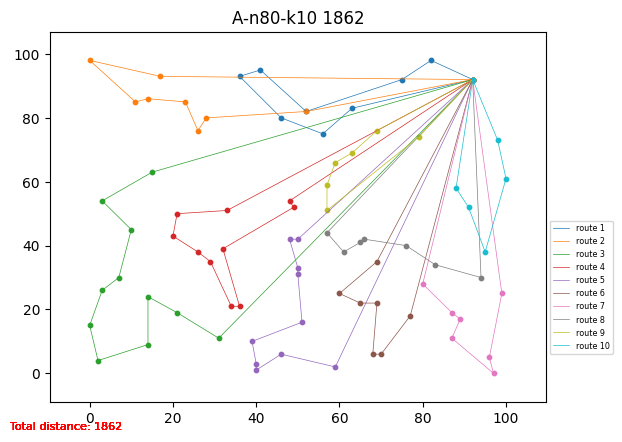 A-n80-k10 1862
100
80
60
40
20
0
0 20 40 60 80 100
route 1
route 2
route 3
route 4
route 5
route 6
route 7
route 8
route 9
route 10
Total distance: 1862